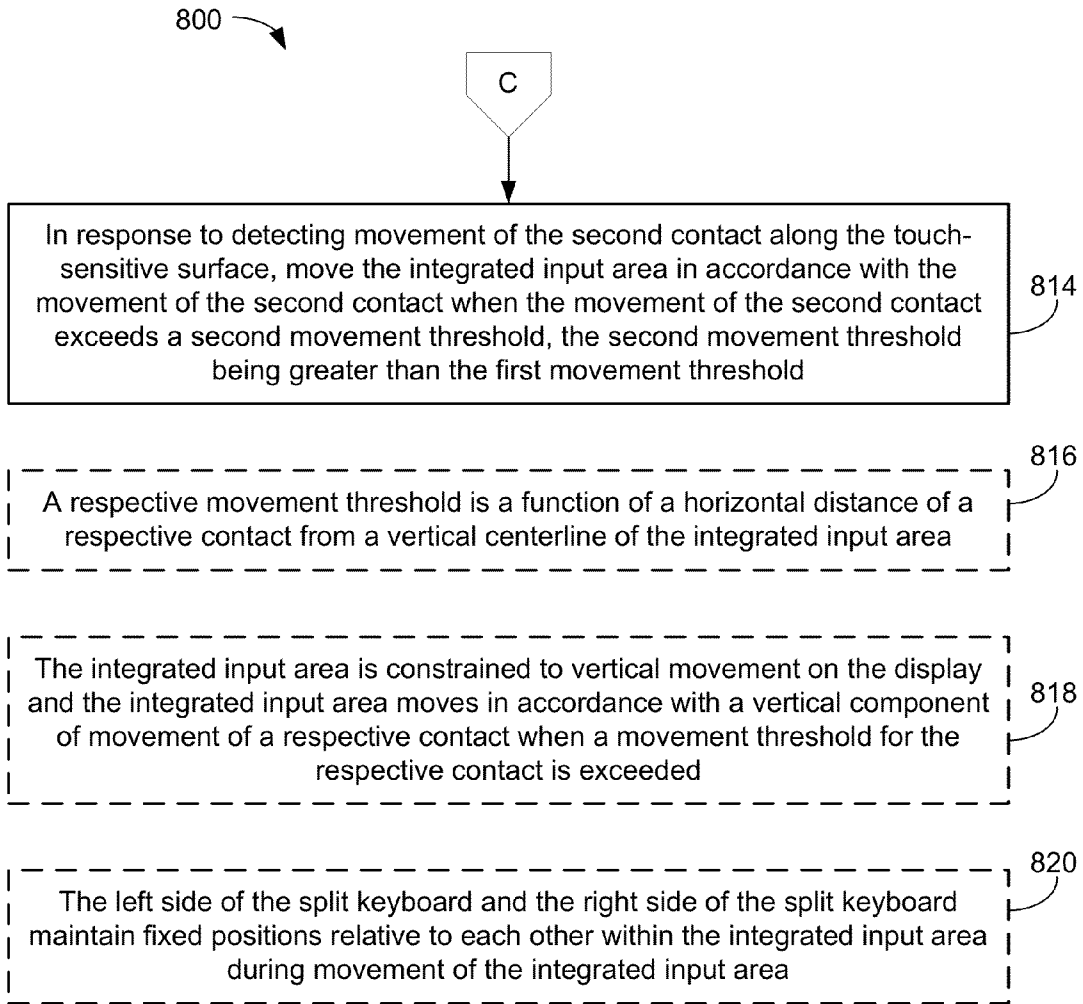 800
C
In response to detecting movement of the second contact along the touch-
sensitive surface, move the integrated input area in accordance with the
movement of the second contact when the movement of the second contact
exceeds a second movement threshold, the second movement threshold
being greater than the first movement threshold
814
816
A respective movement threshold is a function of a horizontal distance of a
respective contact from a vertical centerline of the integrated input area
The integrated input area is constrained to vertical movement on the display
and the integrated input area moves in accordance with a vertical component
of movement of a respective contact when a movement threshold for the
respective contact is exceeded
818
820
The left side of the split keyboard and the right side of the split keyboard
maintain fixed positions relative to each other within the integrated input area
during movement of the integrated input area